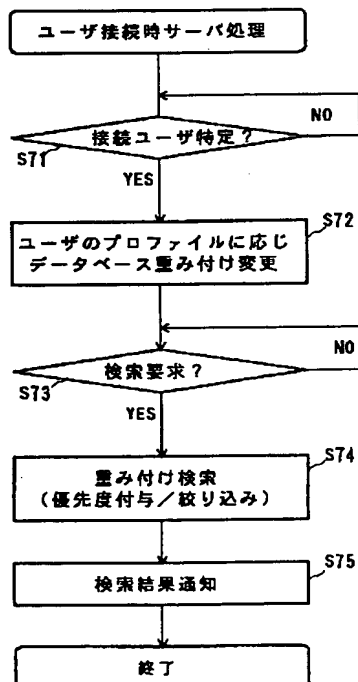 ユーザ接続時サーバ処理
NO
接続ユーザ特定?
S71
YES
S72
ユーザのプロファイルに応じ
データベース重み付け変更
NO
検索要求?
S73
YES
S74
重み付け検索
(優先度付与/絞り込み)
S75
検索結果通知
終了